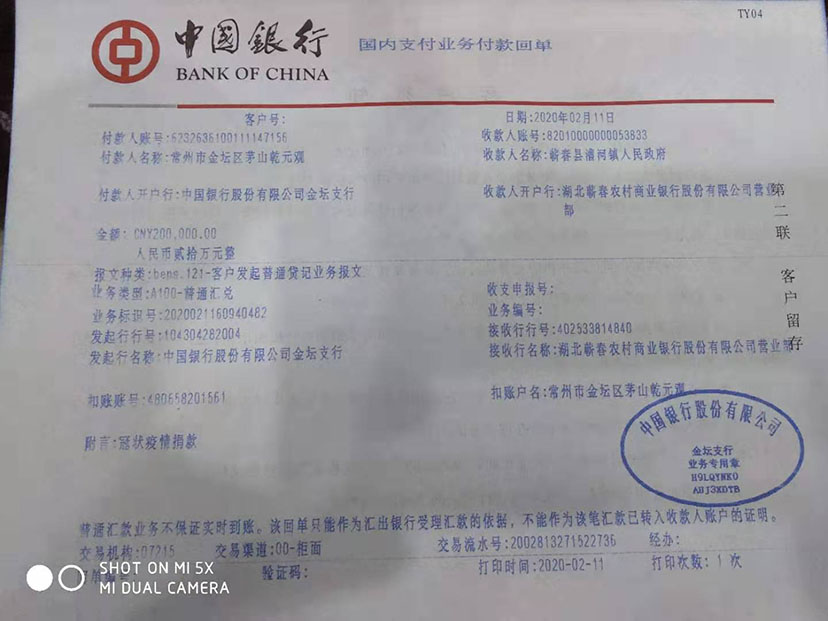 TY04
中國銀行 国内支付业务付款回单
BANK OF CHINA
客户号: 日期:2020年02月11日
付款人账号:6232636100111147156 收款人账号:82010000000053833
付款人名称:常州市金坛区茅山乾元观 收款人名称:蕲春县漕河镇人民政府
付款人开户行:中国银行股份有限公司金坛支行 收款人开户行:湖北蕲春农村商业银行股份有限公司营业
部
金额: CNY200,000.00
人民币贰拾万元整
报文种类:beps.121-客户发起普通贷记业务报文
业务类型:A100-普通汇兑 收支申报号:
业务标识号:2020021160940482 业务编号:
发起行行号:104304282004 接收行行号:402533814840
发起行名称:中国银行股份有限公司金坛支行 接收行名称:湖北蕲春农村商业银行股份有限公司营业部
扣账账号:480658201561 扣账户名:常州市金坛区茅山乾元观
附言:冠状疫情捐款
第二联 客户留存
中国银行股份有限公司
金坛支行
业务专用章
H9LQYNK0
AUJ3XDTB
普通汇款业务不保证实时到账。该回单只能作为汇出银行受理汇款的依据,不能作为该笔汇款已转入收款人账户的证明。
交易机构:07215 交易渠道:00-柜面 交易流水号:2002813271522736 经办:
验证码: 打印时间:2020-02-11 打印次数:1 次
SHOT ON MI 5X
MI DUAL CAMERA